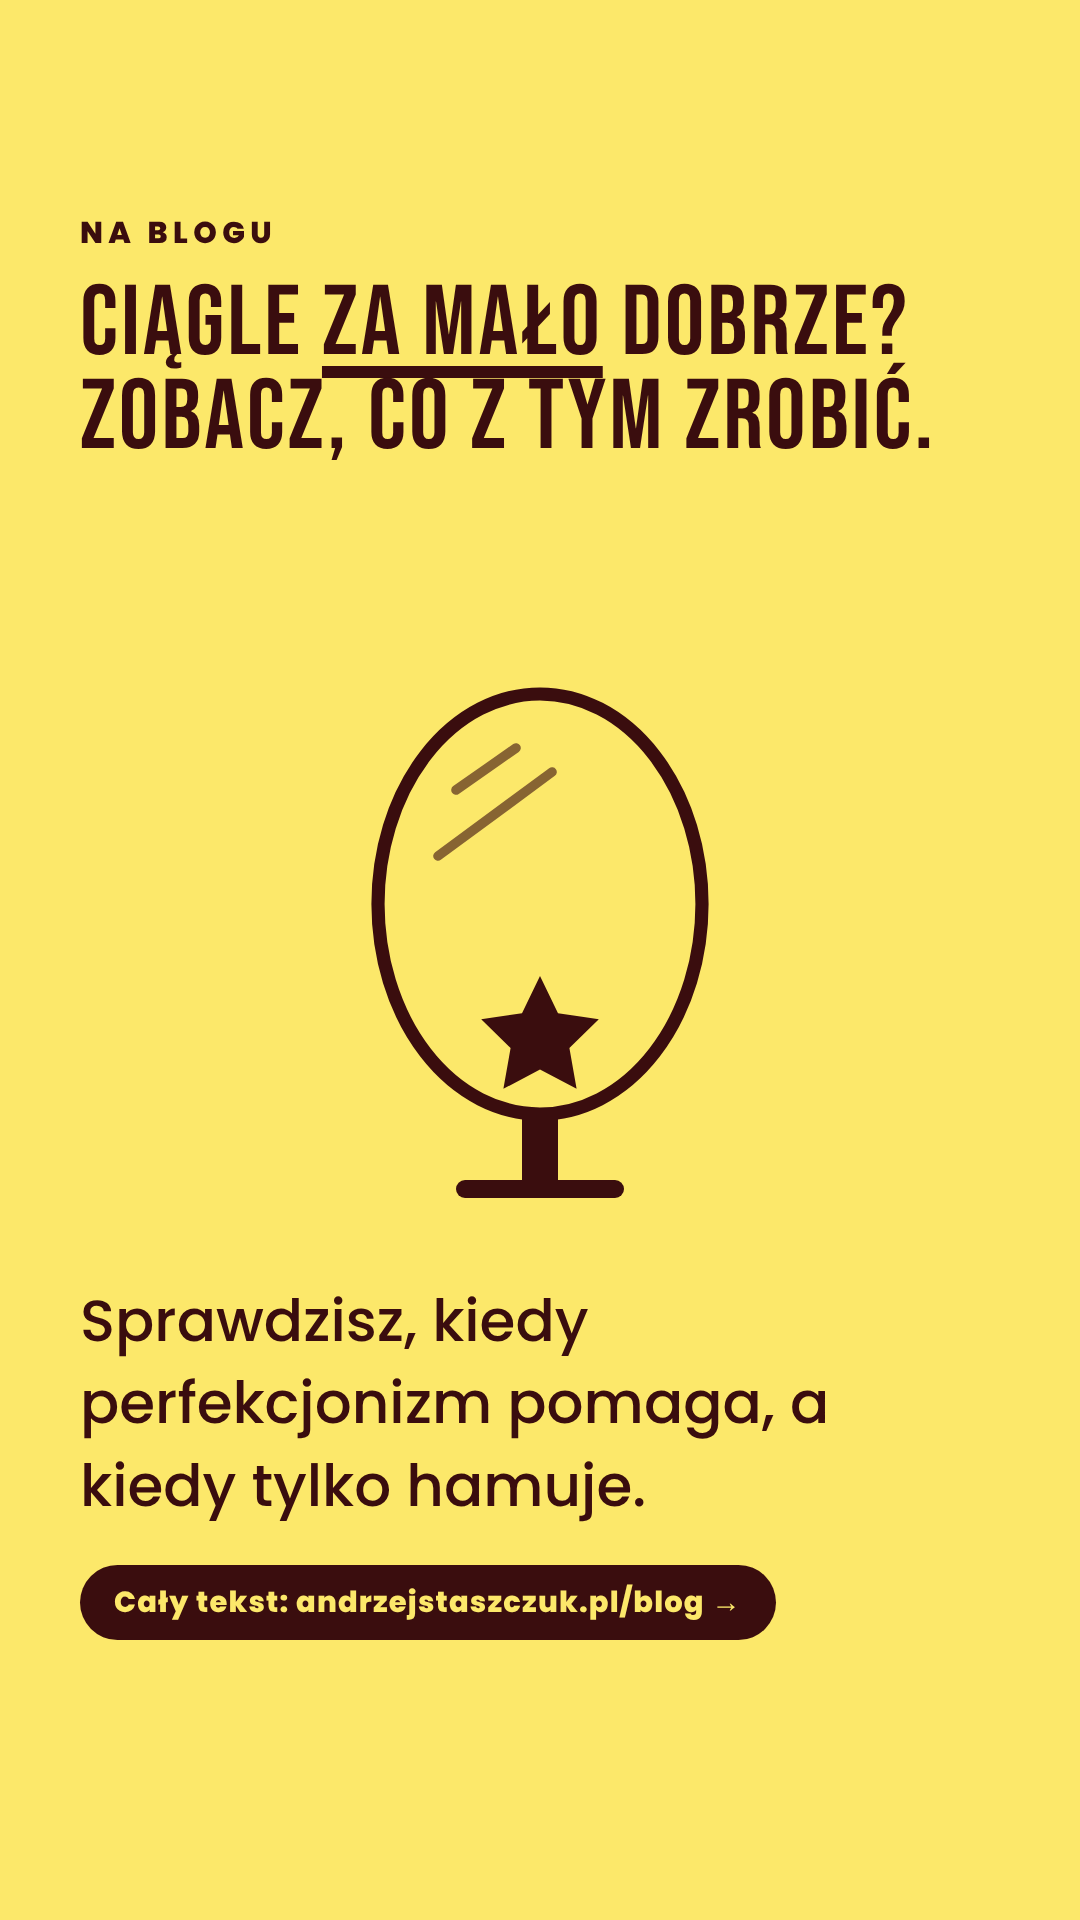 NA BLOGU
CIĄGLE ZA MAŁO DOBRZE?
ZOBACZ, CO Z TYM ZROBIĆ.
Sprawdzisz, kiedy
perfekcjonizm pomaga, a
kiedy tylko hamuje.
Cały tekst: andrzejstaszczuk.pl/blog →